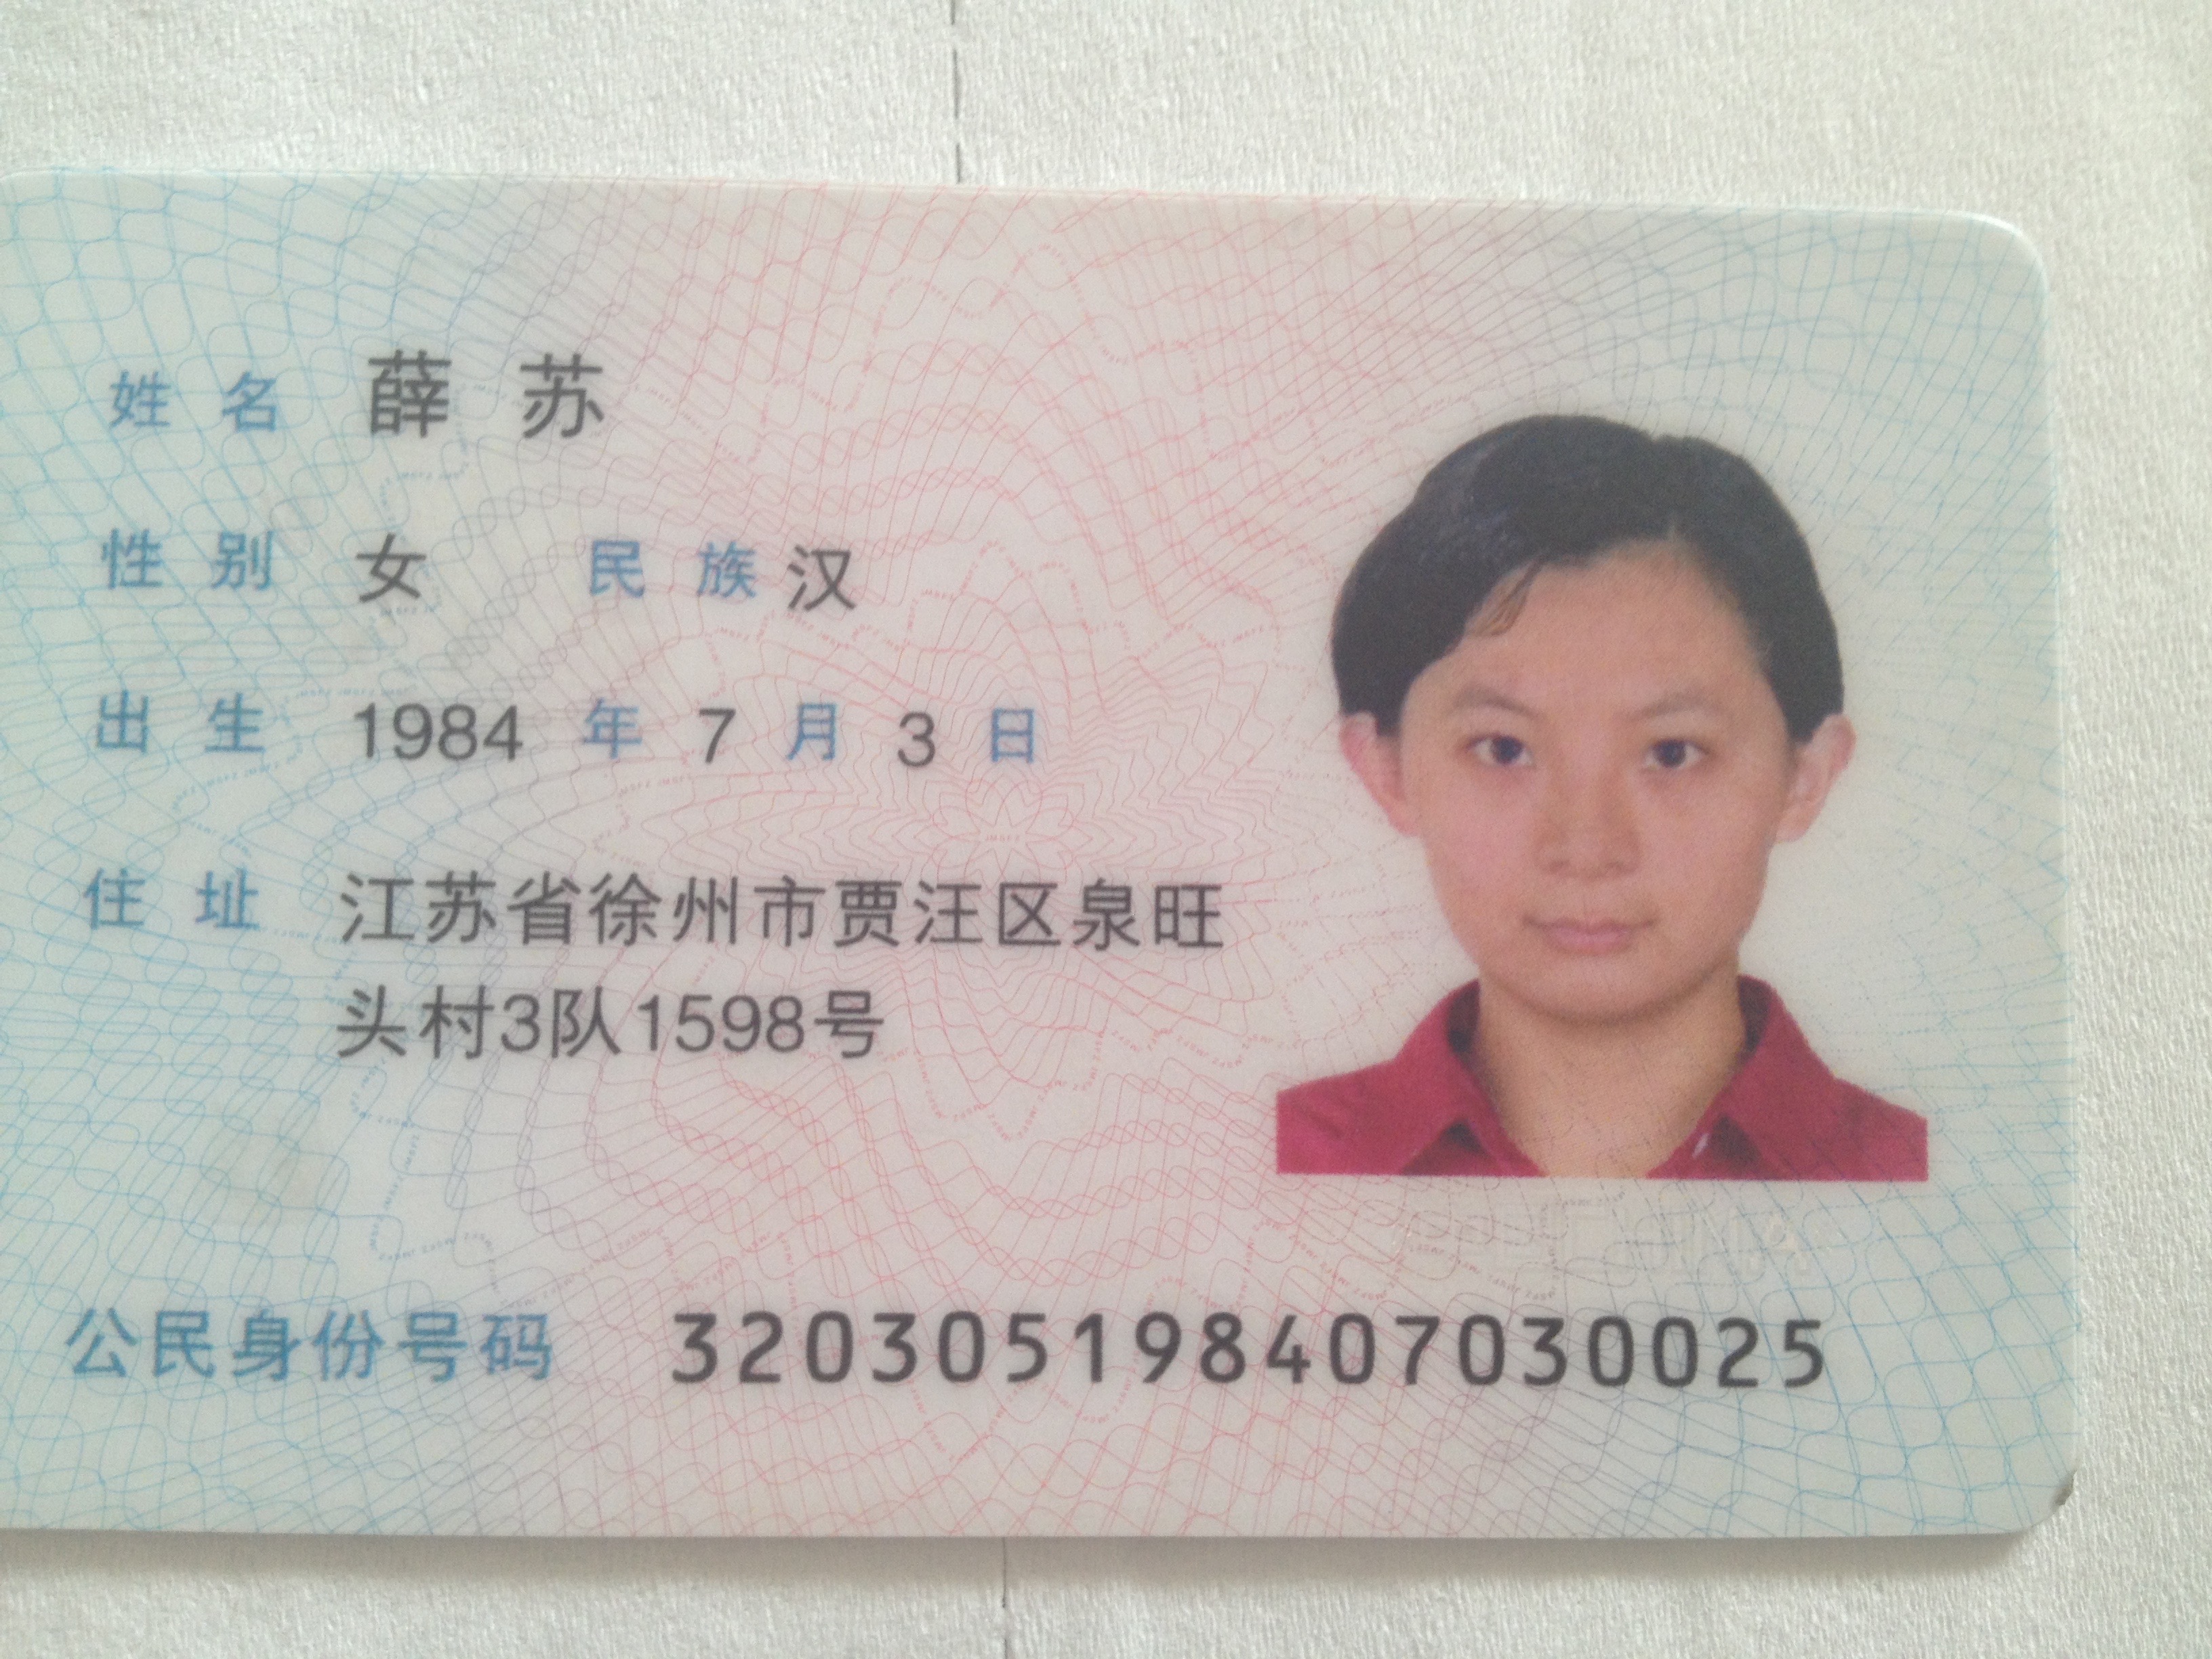 姓名 薛苏
性别 女 民族 汉
出生 1984 年 7 月 3 日
住址 江苏省徐州市贾汪区泉旺
头村3队1598号
公民身份号码 320305198407030025